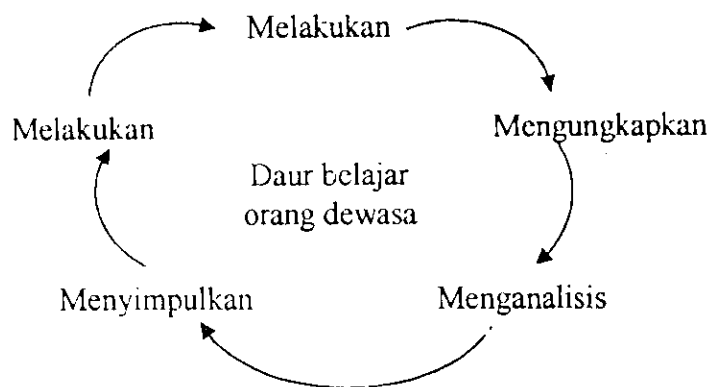 Melakukan
Melakukan
Mengungkapkan
Daur belajar
orang dewasa
Menyimpulkan
Menganalisis